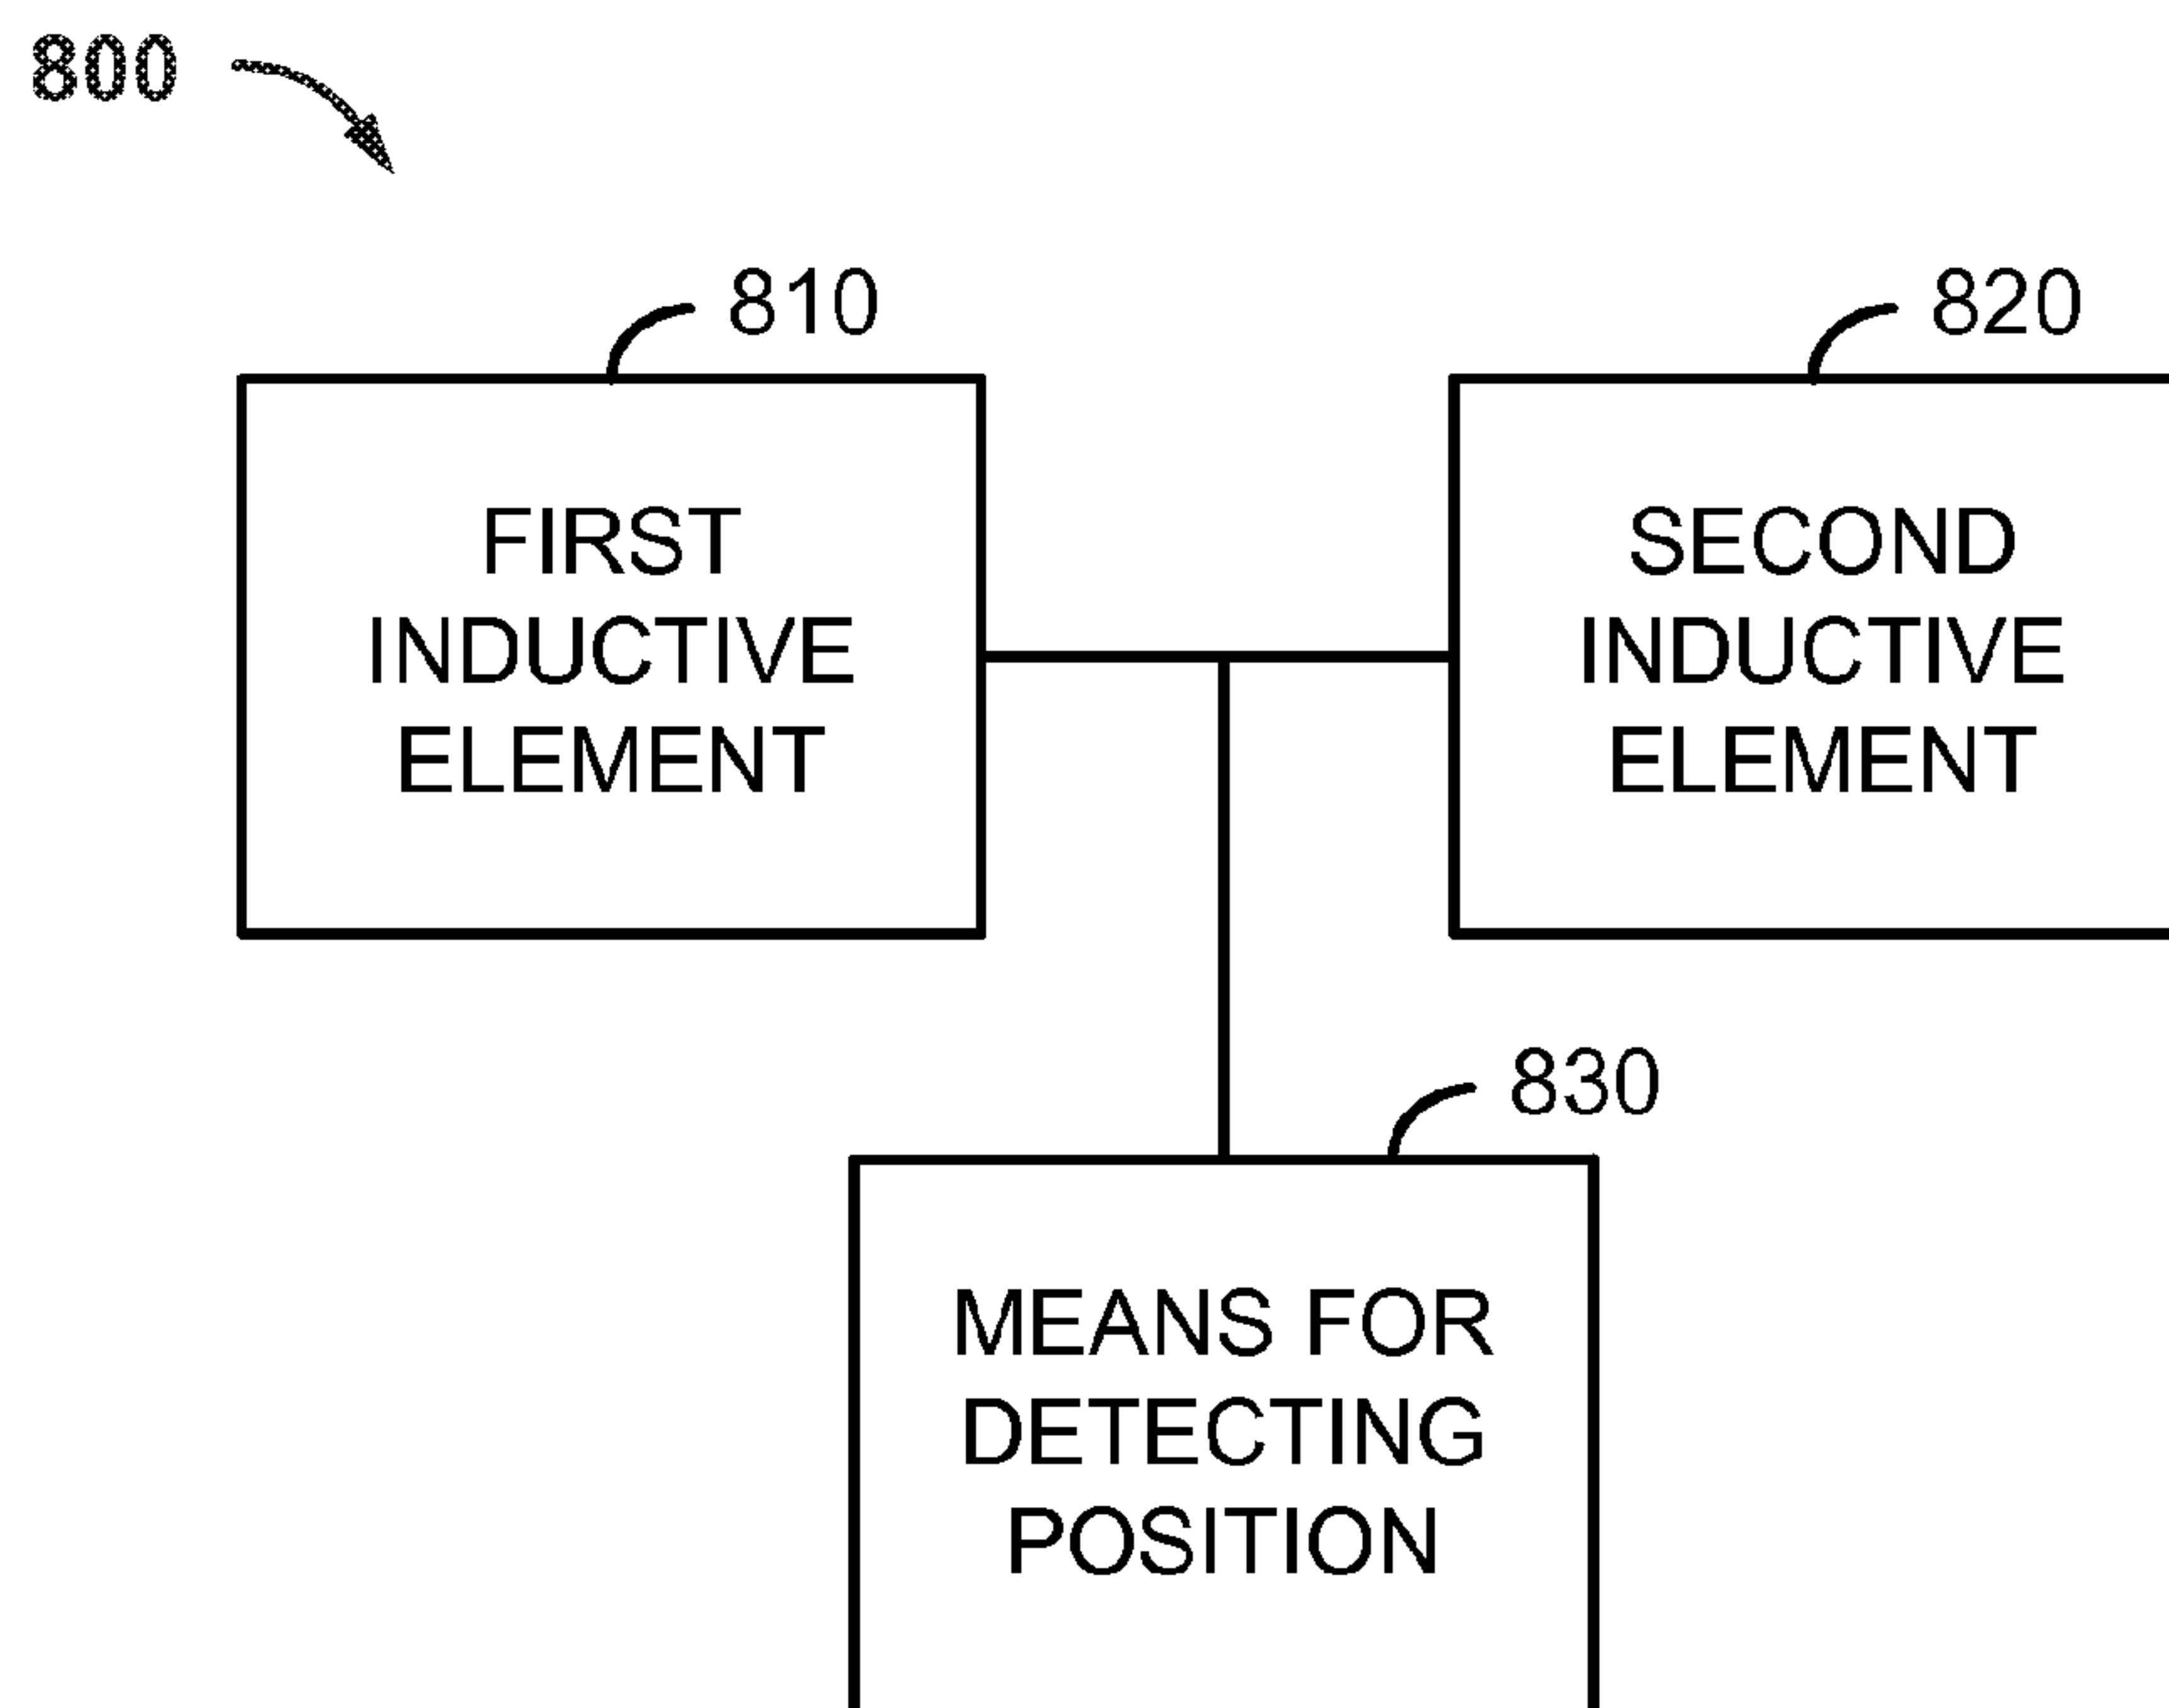 800
810
820
FIRST
INDUCTIVE
ELEMENT
SECOND
INDUCTIVE
ELEMENT
830
MEANS FOR
DETECTING
POSITION